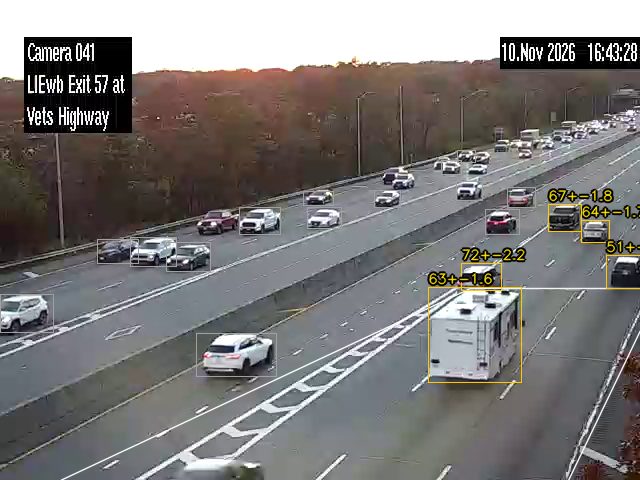 Camera 041
LIEwb Exit 57 at
Vets Highway
10.Nov 2026 16:43:28
67+-1.8
64+-1.7
51+-
72+-2.2
63+-1.6